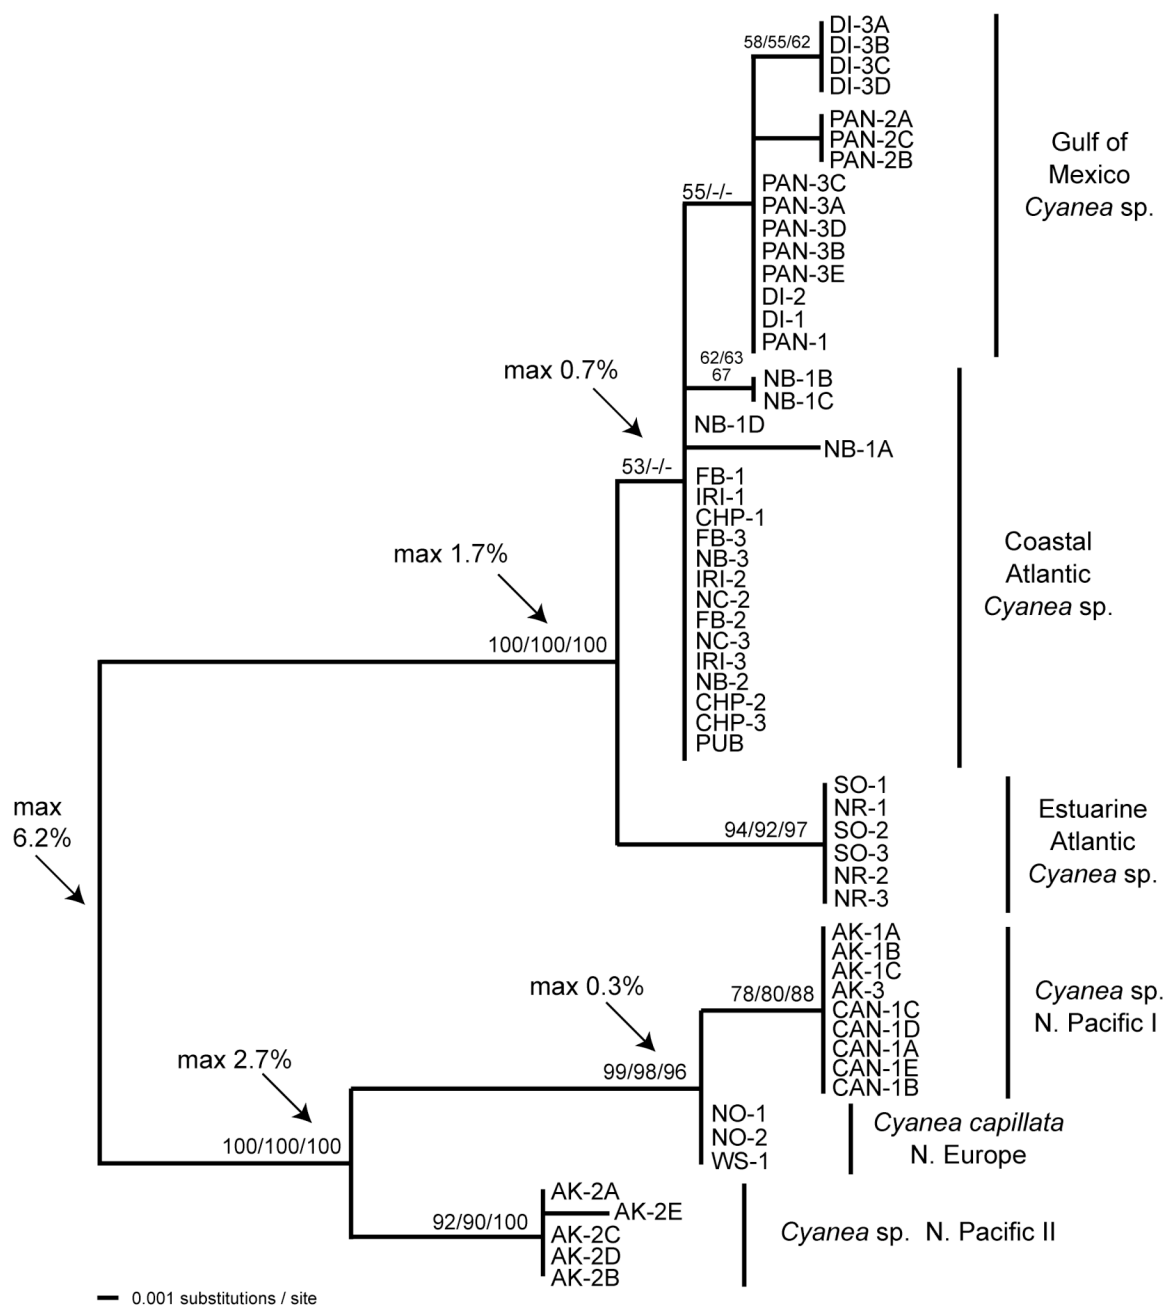 58/55/62
DI-3A
DI-3B
DI-3C
DI-3D
PAN-2A
PAN-2C
PAN-2B
Gulf of
Mexico
Cyanea sp.
55/-/-
PAN-3C
PAN-3A
PAN-3D
PAN-3B
PAN-3E
DI-2
DI-1
PAN-1
max 0.7%
62/63
67
NB-1B
NB-1C
NB-1D
NB-1A
53/-/-
FB-1
IRI-1
CHP-1
FB-3
NB-3
IRI-2
NC-2
FB-2
NC-3
IRI-3
NB-2
CHP-2
CHP-3
PUB
Coastal
Atlantic
Cyanea sp.
max 1.7%
100/100/100
94/92/97
SO-1
NR-1
SO-2
SO-3
NR-2
NR-3
Estuarine
Atlantic
Cyanea sp.
max
6.2%
max 0.3%
78/80/88
AK-1A
AK-1B
AK-1C
AK-3
CAN-1C
CAN-1D
CAN-1A
CAN-1E
CAN-1B
Cyanea sp.
N. Pacific I
max 2.7%
99/98/96
NO-1
NO-2
WS-1
Cyanea capillata
N. Europe
100/100/100
92/90/100
AK-2A
AK-2E
AK-2C
AK-2D
AK-2B
Cyanea sp. N. Pacific II
0.001 substitutions / site